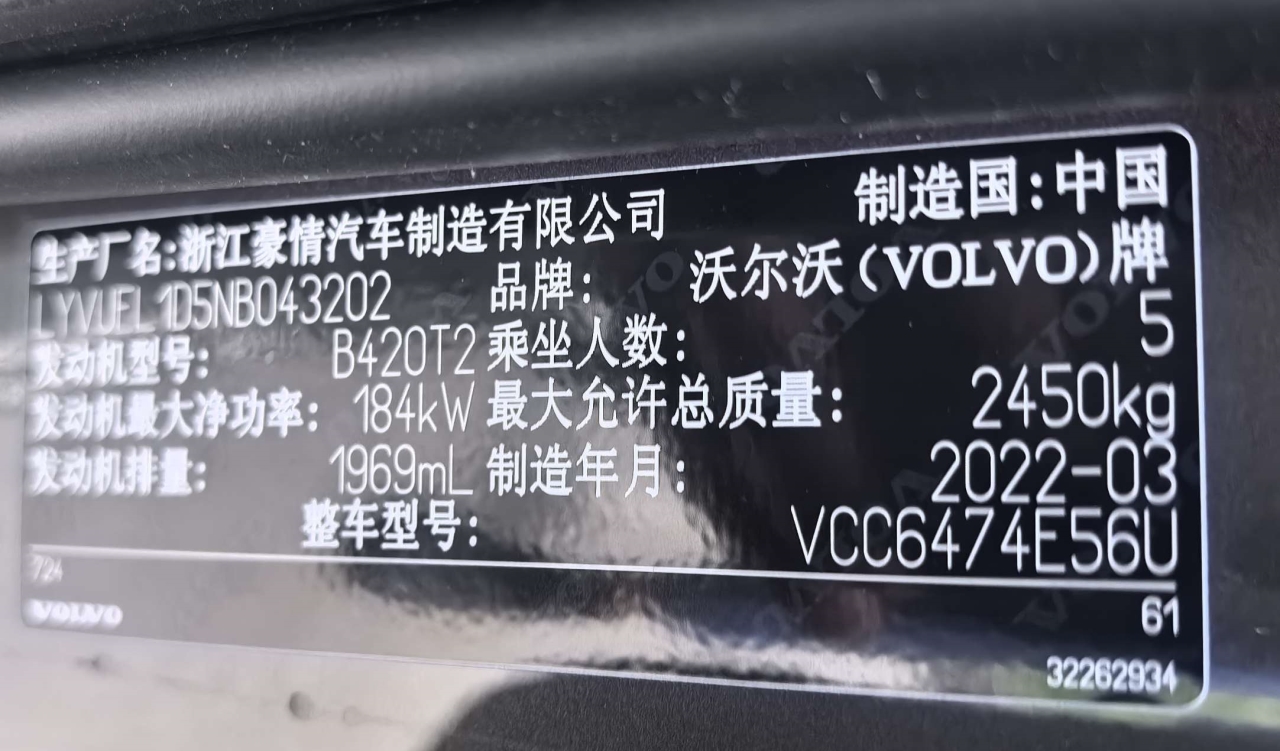 生产厂名:浙江豪情汽车制造有限公司 制造国:中国
LYVUFL1D5NB043202 品牌: 沃尔沃(VOLVO)牌
发动机型号: B420T2 乘坐人数: 5
发动机最大净功率: 184kW 最大允许总质量: 2450kg
发动机排量: 1969mL 制造年月: 2022-03
整车型号: VCC6474E56U
724
61
VOLVO
32262934